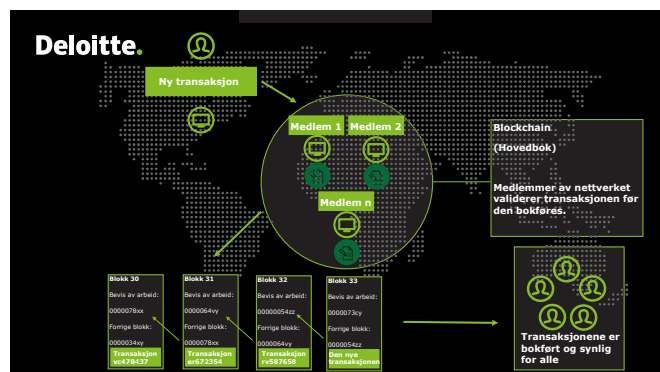 Deloitte.
Ny transaksjon
Medlem 1
Medlem 2
Medlem n
Blockchain
(Hovedbok)
Medlemmer av nettverket
validerer transaksjonen før
den bokføres.
Blokk 30
Bevis av arbeid:
0000078xx
Forrige blokk:
0000034xy
Transaksjon
vc478437
Blokk 31
Bevis av arbeid:
0000064vy
Forrige blokk:
0000078xx
Transaksjon
er672354
Blokk 32
Bevis av arbeid:
00000054zz
Forrige blokk:
0000064vy
Transaksjon
rv587658
Blokk 33
Bevis av arbeid:
0000073cy
Forrige blokk:
0000054zz
Den nye
transaksjonen
Transaksjonene er
bokført og synlig
for alle